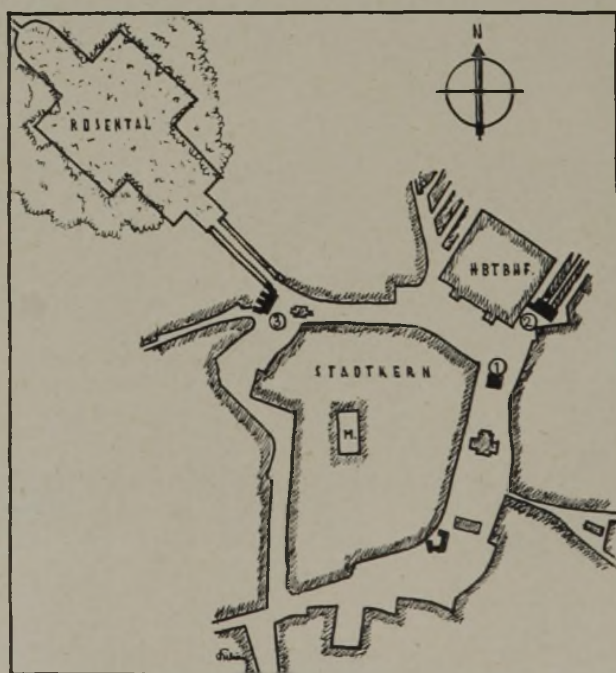 N
ROSENTAL
HBTBHF.
③
②
STADTKERN
①
M.